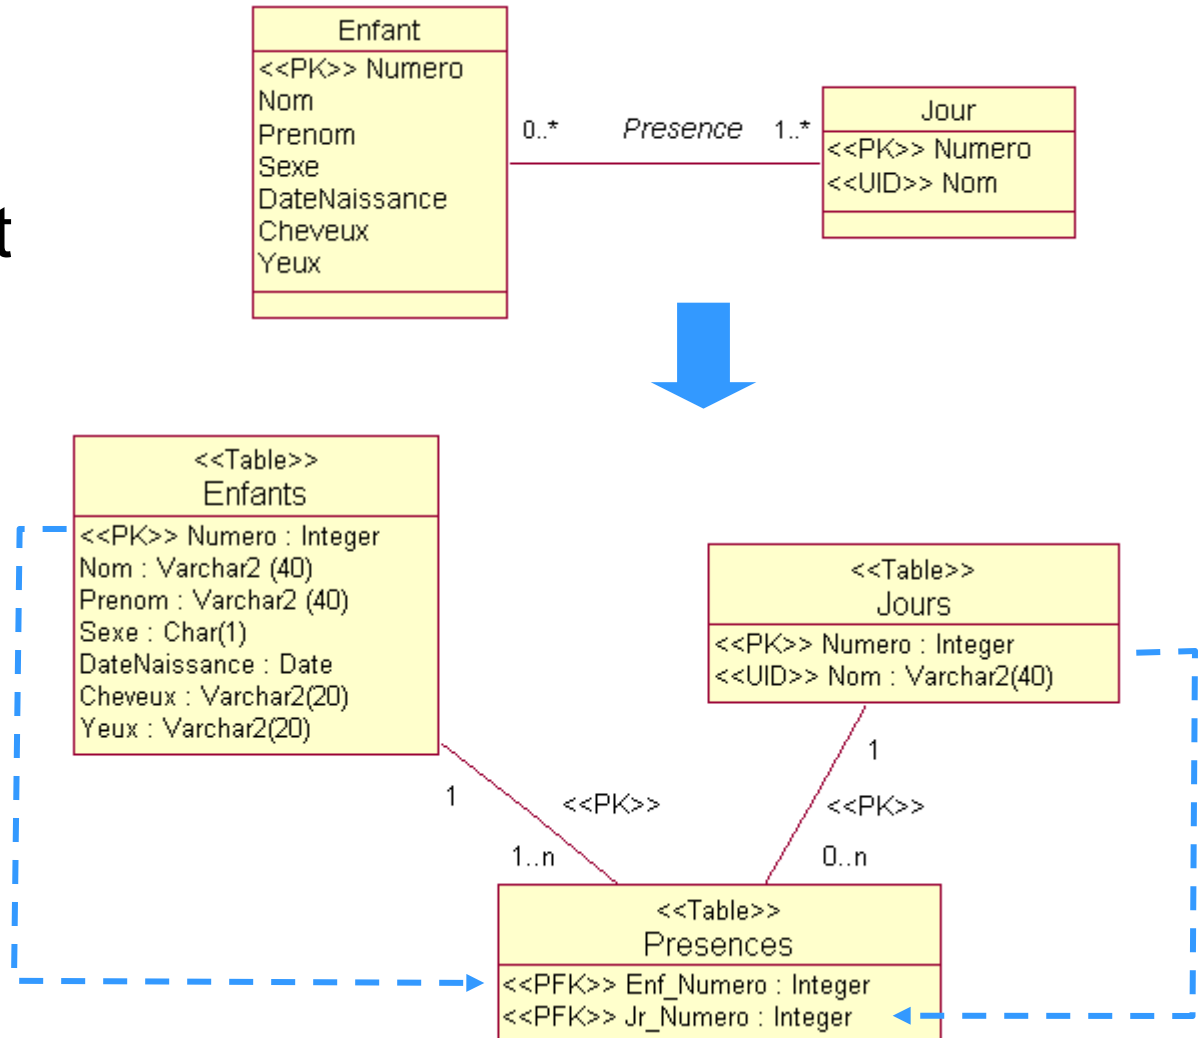 Enfant
<<PK>> Numero
Nom
Prenom
Sexe
DateNaissance
Cheveux
Yeux
0..* Presence 1..*
Jour
<<PK>> Numero
<<UID>> Nom
t
<<Table>>
Enfants
<<PK>> Numero : Integer
Nom : Varchar2 (40)
Prenom : Varchar2 (40)
Sexe : Char(1)
DateNaissance : Date
Cheveux : Varchar2(20)
Yeux : Varchar2(20)
<<Table>>
Jours
<<PK>> Numero : Integer
<<UID>> Nom : Varchar2(40)
1
<<PK>>
1..n
1
<<PK>>
0..n
<<Table>>
Presences
<<PFK>> Enf_Numero : Integer
<<PFK>> Jr_Numero : Integer